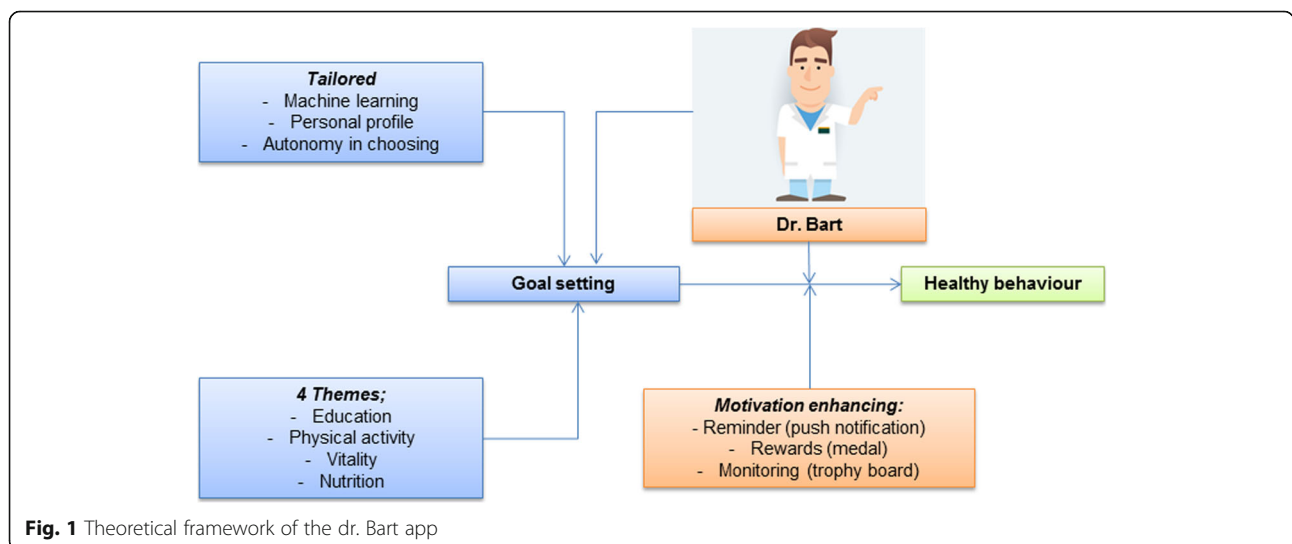 Tailored
- Machine learning
- Personal profile
- Autonomy in choosing
Dr. Bart
Goal setting
Healthy behaviour
4 Themes;
- Education
- Physical activity
- Vitality
- Nutrition
Motivation enhancing:
- Reminder (push notification)
- Rewards (medal)
- Monitoring (trophy board)
Fig. 1 Theoretical framework of the dr. Bart app